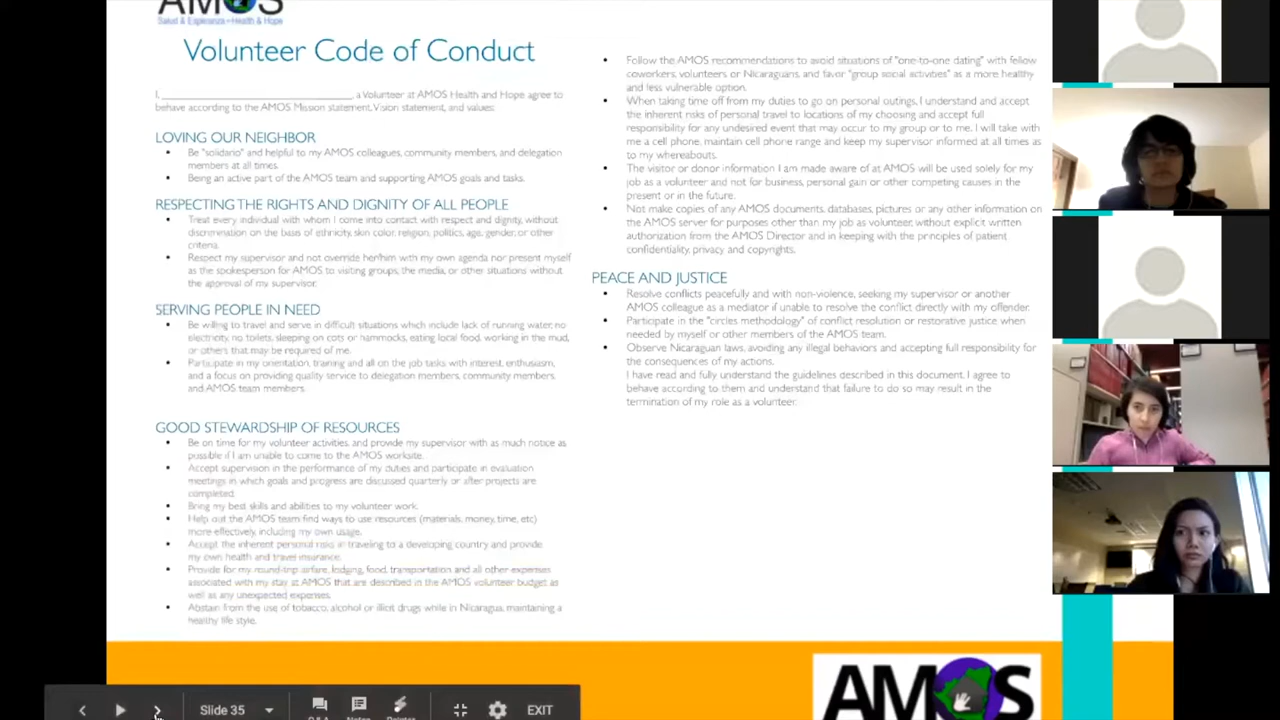 AMOS
Salud & Esperanza • Health & Hope
Volunteer Code of Conduct
I, ______________________________, a Volunteer at AMOS Health and Hope agree to
behave according to the AMOS Mission statement, Vision statement, and values:
LOVING OUR NEIGHBOR
• Be "solidario" and helpful to my AMOS colleagues, community members, and delegation
members at all times.
• Being an active part of the AMOS team and supporting AMOS goals and tasks.
RESPECTING THE RIGHTS AND DIGNITY OF ALL PEOPLE
• Treat every individual with whom I come into contact with respect and dignity, without
discrimination on the basis of ethnicity, skin color, religion, politics, age, gender, or other
criteria.
• Respect my supervisor and not override her/him with my own agenda nor present myself
as the spokesperson for AMOS to visiting groups, the media, or other situations without
the approval of my supervisor.
SERVING PEOPLE IN NEED
• Be willing to travel and serve in difficult situations which include lack of running water, no
electricity, no toilets, sleeping on cots or hammocks, eating local food, working in the mud,
or others that may be required of me.
• Participate in my orientation, training and all on the job tasks with interest, enthusiasm,
and a focus on providing quality service to delegation members, community members,
and AMOS team members.
GOOD STEWARDSHIP OF RESOURCES
• Be on time for my volunteer activities, and provide my supervisor with as much notice as
possible if I am unable to come to the AMOS worksite.
• Accept supervision in the performance of my duties and participate in evaluation
meetings in which goals and progress are discussed quarterly or after projects are
completed.
• Bring my best skills and abilities to my volunteer work.
• Help out the AMOS team find ways to use resources (materials, money, time, etc)
more effectively, including my own usage.
• Accept the inherent personal risks in traveling to a developing country and provide
my own health and travel insurance.
• Provide for my round-trip airfare, lodging, food, transportation and all other expenses
associated with my stay at AMOS that are described in the AMOS volunteer budget as
well as any unexpected expenses.
• Abstain from the use of tobacco, alcohol or illicit drugs while in Nicaragua, maintaining a
healthy life style.
• Follow the AMOS recommendations to avoid situations of "one-to-one dating" with fellow
coworkers, volunteers or Nicaraguans and favor "group social activities" as a more healthy
and less vulnerable option.
• When taking time off from my duties to go on personal outings, I understand and accept
the inherent risks of personal travel to locations of my choosing and accept full
responsibility for any undesired event that may occur to my group or to me. I will take with
me a cell phone, maintain cell phone range and keep my supervisor informed at all times as
to my whereabouts.
• The visitor or donor information I am made aware of at AMOS will be used solely for my
job as a volunteer and not for business, personal gain or other competing causes in the
present or in the future.
• Not make copies of any AMOS documents, databases, pictures or any other information on
the AMOS server for purposes other than my job as volunteer, without explicit written
authorization from the AMOS Director and in keeping with the principles of patient
confidentiality, privacy and copyrights.
PEACE AND JUSTICE
• Resolve conflicts peacefully and with non-violence, seeking my supervisor or another
AMOS colleague as a mediator if unable to resolve the conflict directly with my offender.
• Participate in the "circles methodology" of conflict resolution or restorative justice when
needed by myself or other members of the AMOS team.
• Observe Nicaraguan laws, avoiding any illegal behaviors and accepting full responsibility for
the consequences of my actions.
I have read and fully understand the guidelines described in this document. I agree to
behave according to them and understand that failure to do so may result in the
termination of my role as a volunteer.
AMOS
Slide 35
Q&A
Notes
Pointer
EXIT